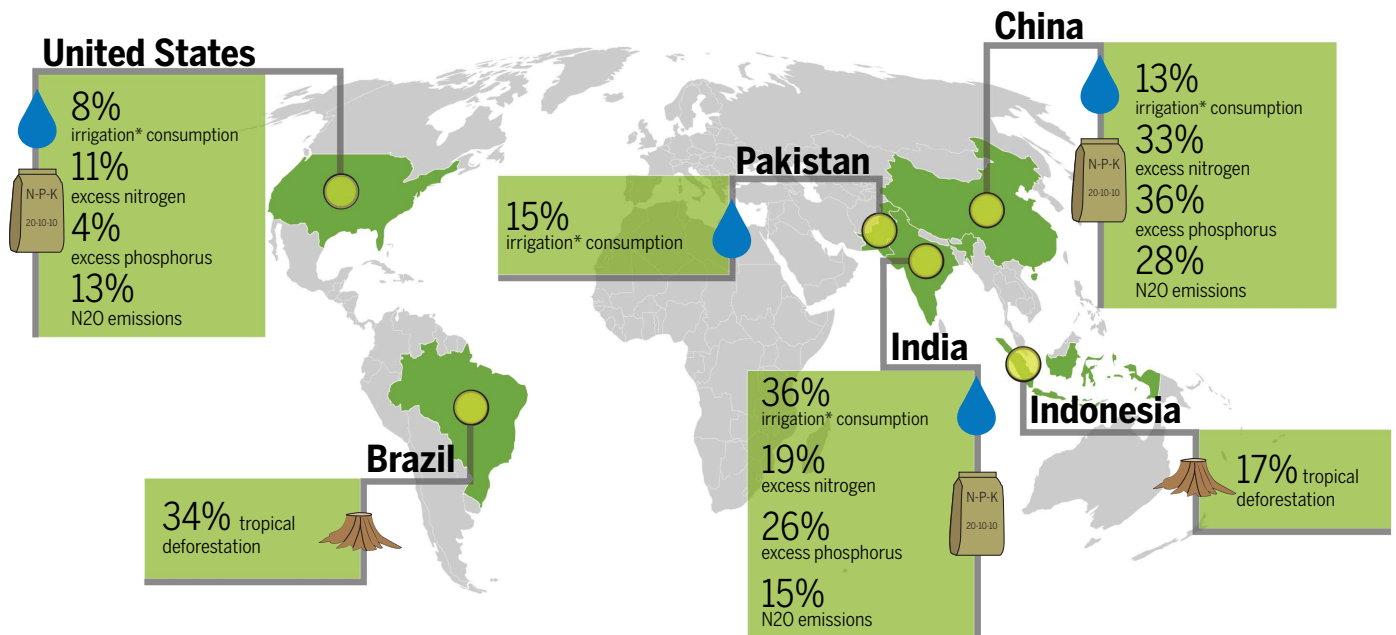 United States
8%
irrigation* consumption
11%
excess nitrogen
4%
excess phosphorus
13%
N20 emissions
N-P-K
20-10-10
Brazil
34% tropical
deforestation
Pakistan
15%
irrigation* consumption
India
36%
irrigation* consumption
19%
excess nitrogen
26%
excess phosphorus
15%
N20 emissions
N-P-K
20-10-10
China
13%
irrigation* consumption
33%
excess nitrogen
36%
excess phosphorus
28%
N20 emissions
N-P-K
20-10-10
Indonesia
17% tropical
deforestation